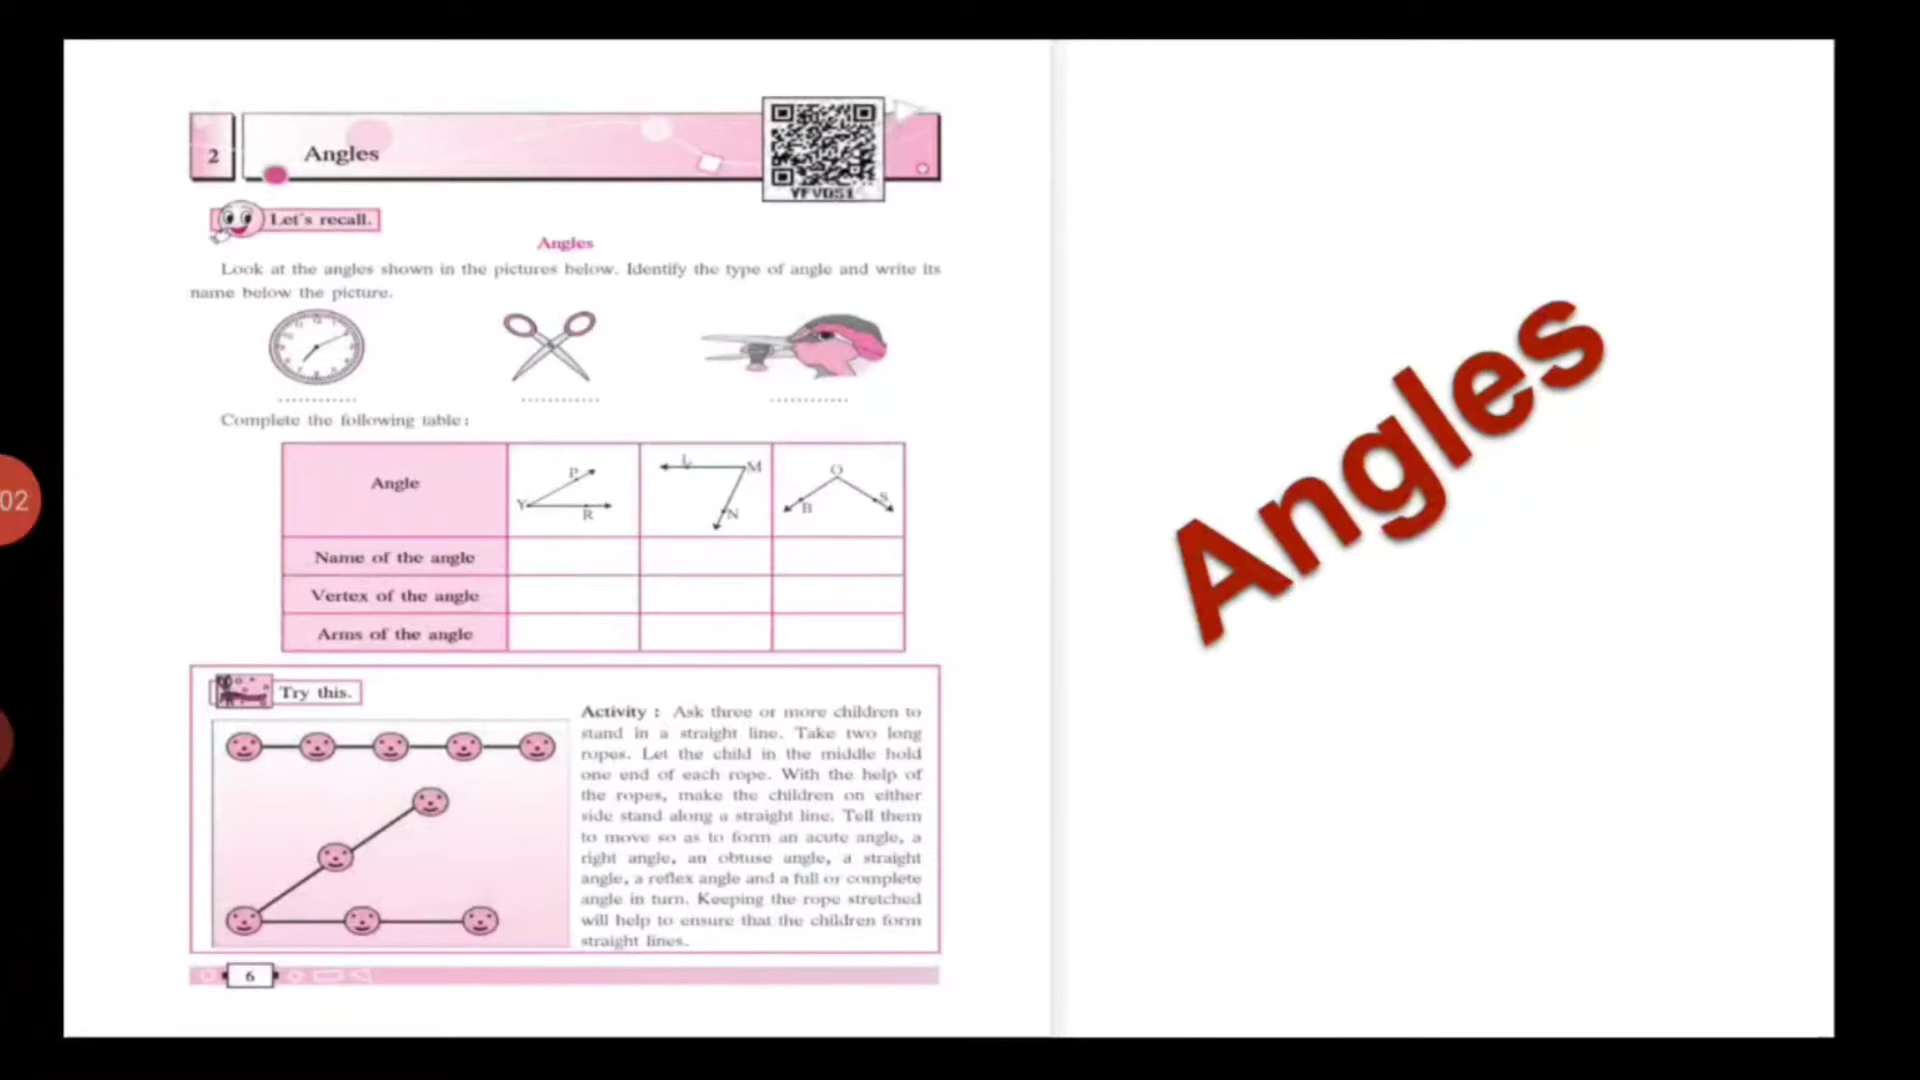 2
Angles
YFVDS1
Let's recall.
Angles
Look at the angles shown in the pictures below. Identify the type of angle and write its
name below the picture.
............ ............ ............
Complete the following table :
Angle
P
Y
R
L
M
N
O
B
S
Name of the angle
Vertex of the angle
Arms of the angle
Try this.
Activity : Ask three or more children to
stand in a straight line. Take two long
ropes. Let the child in the middle hold
one end of each rope. With the help of
the ropes, make the children on either
side stand along a straight line. Tell them
to move so as to form an acute angle, a
right angle, an obtuse angle, a straight
angle, a reflex angle and a full or complete
angle in turn. Keeping the rope stretched
will help to ensure that the children form
straight lines.
6
Angles
02